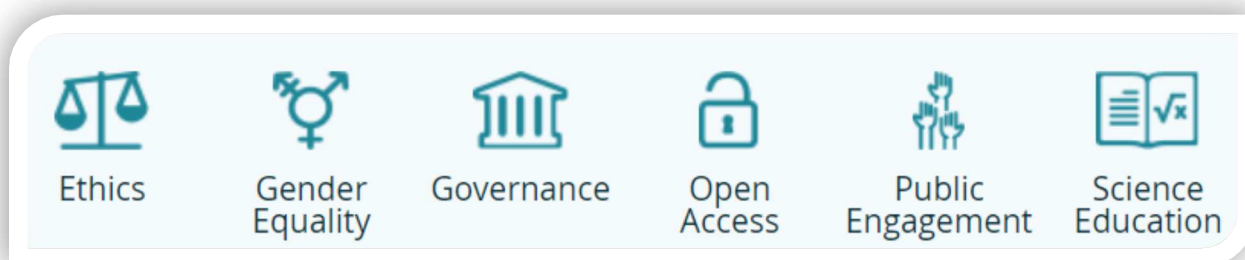 Ethics
Gender
Equality
Governance
Open
Access
Public
Engagement
Science
Education
√x